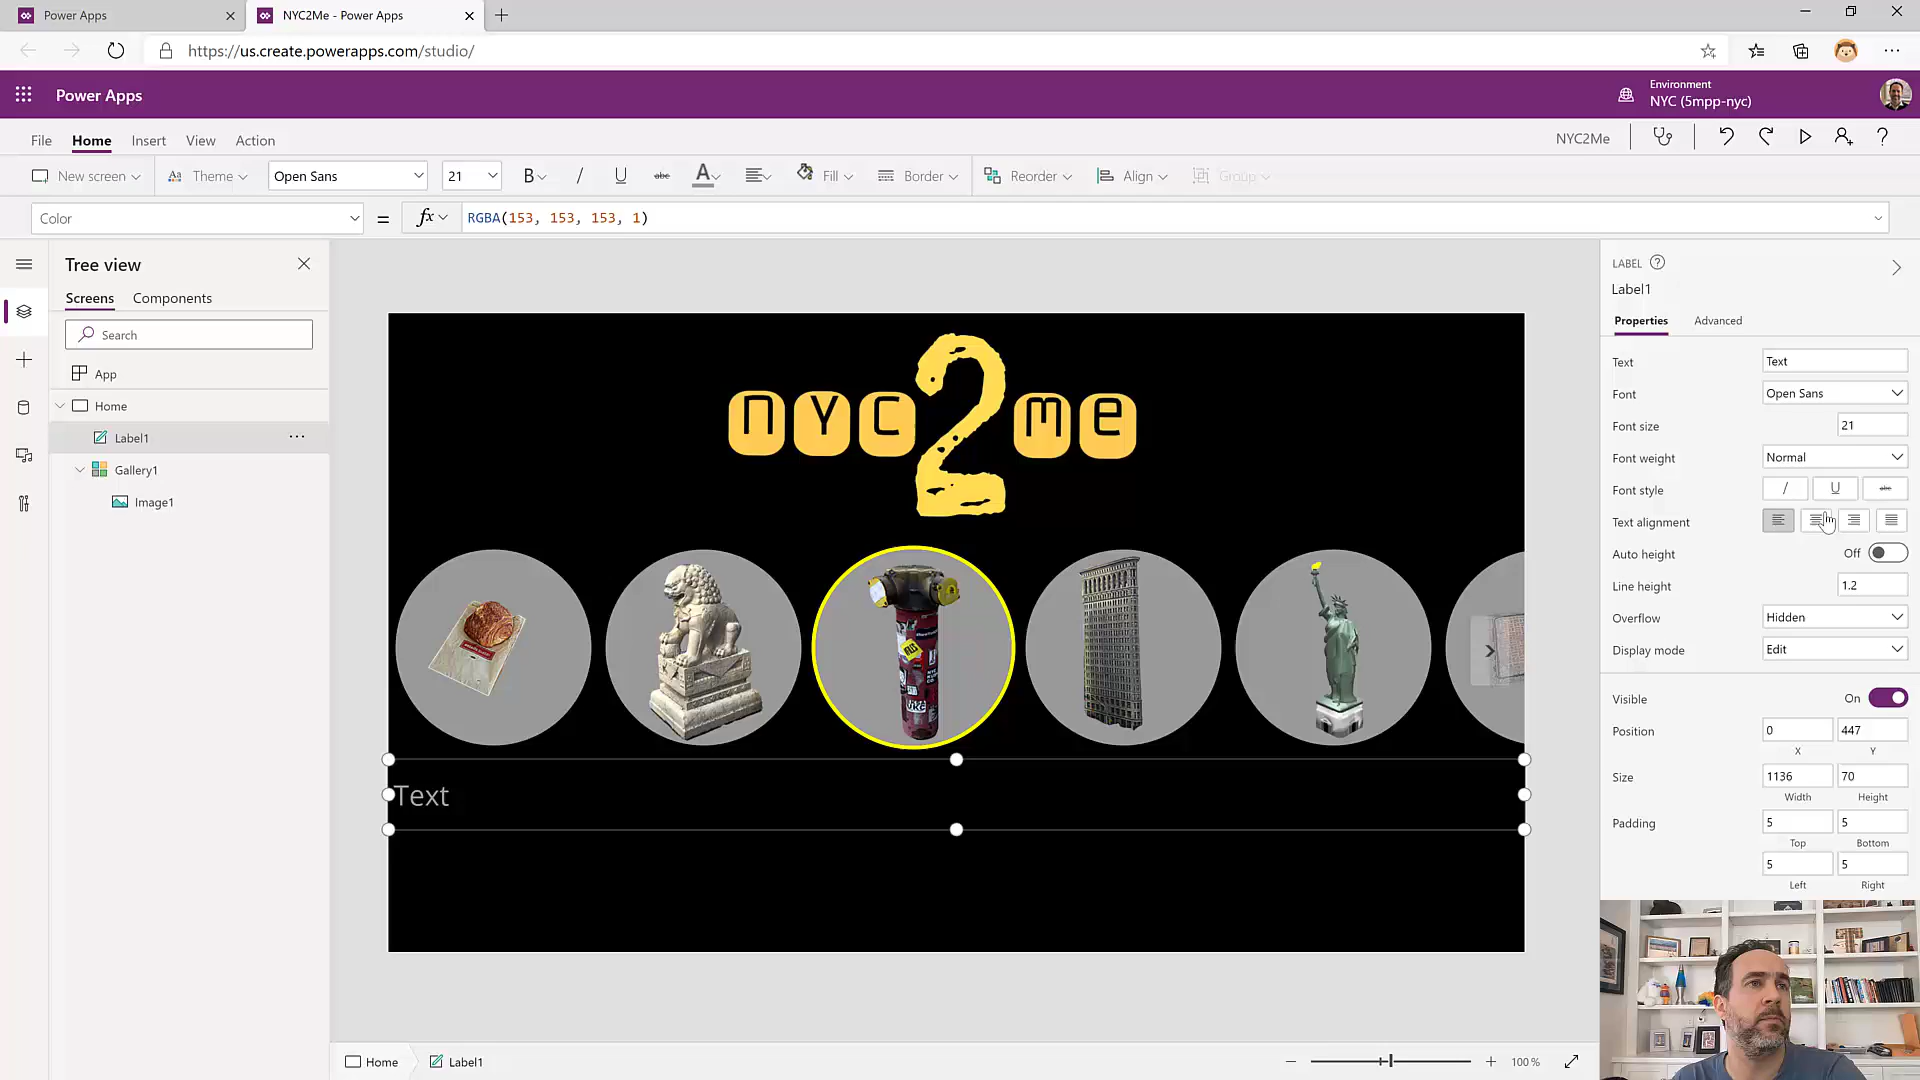 Power Apps
NYC2Me - Power Apps
https://us.create.powerapps.com/studio/
Power Apps
Environment
NYC (5mpp-nyc)
File Home Insert View Action
NYC2Me
New screen
Theme
Open Sans
21
B
Fill
Border
Reorder
Align
Group
Color
=
fx
RGBA(153, 153, 153, 1)
Tree view
Screens Components
Search
App
Home
Label1
Gallery1
Image1
nyc2me
Text
LABEL
Label1
Properties Advanced
Text Text
Font Open Sans
Font size 21
Font weight Normal
Font style / U abc
Text alignment
Auto height Off
Line height 1.2
Overflow Hidden
Display mode Edit
Visible On
Position 0 447
X Y
Size 1136 70
Width Height
Padding 5 5
Top Bottom
5 5
Left Right
Home Label1
100 %